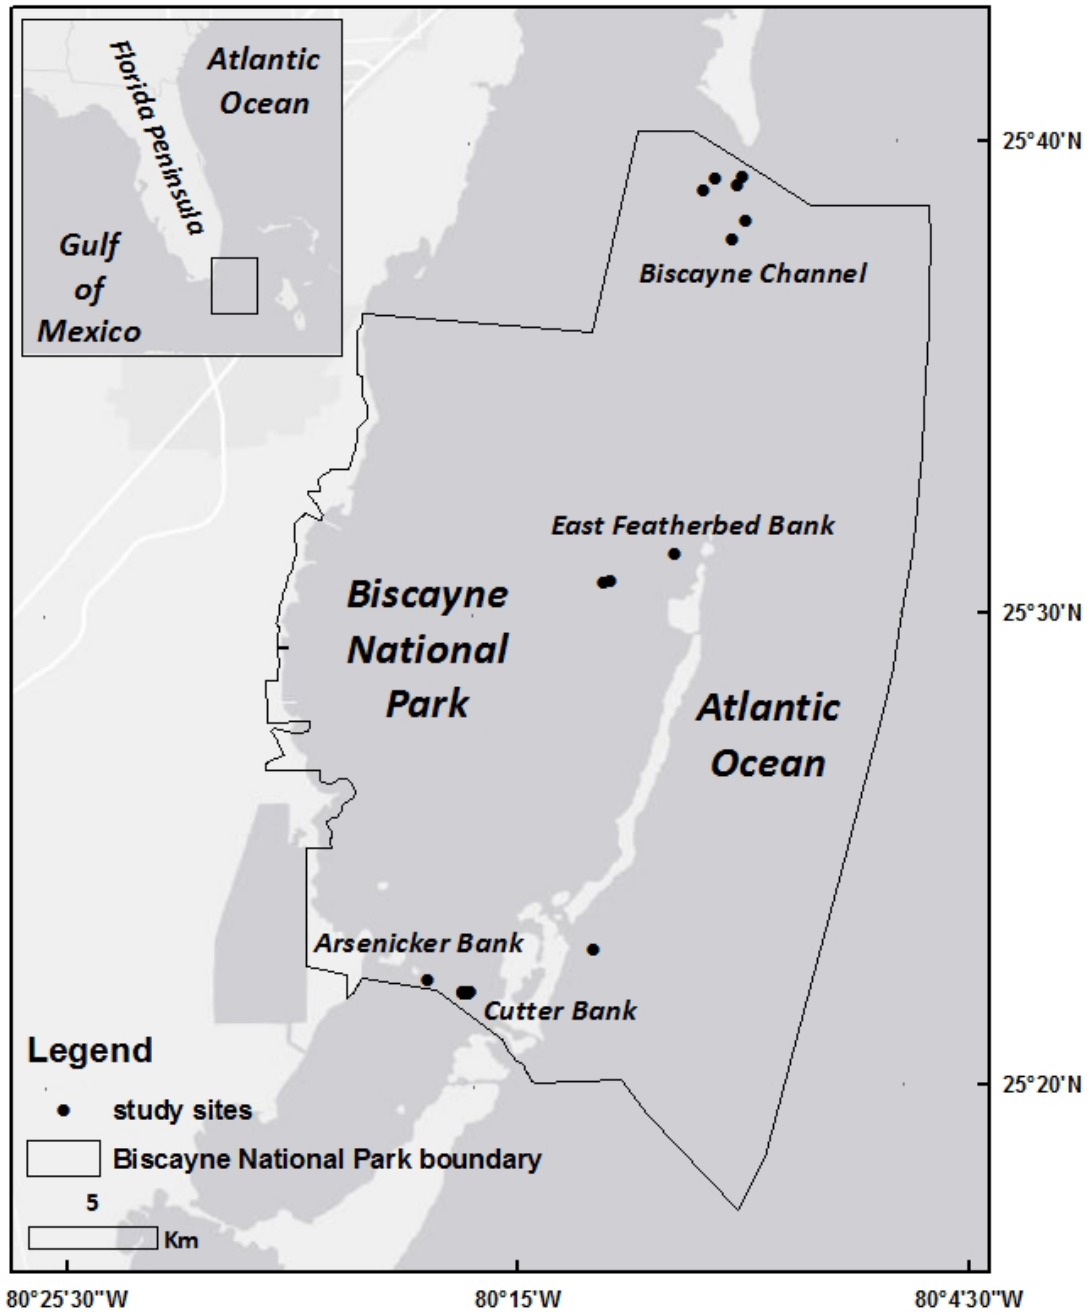 Florida Peninsula
Atlantic
Ocean
Gulf
of
Mexico
25°40'N
Biscayne Channel
East Featherbed Bank
Biscayne
National
Park
25°30'N
Atlantic
Ocean
Arsenicker Bank
Cutter Bank
Legend
study sites
Biscayne National Park boundary
5
Km
25°20'N
80°25'30"W
80°15'W
80°4'30"W